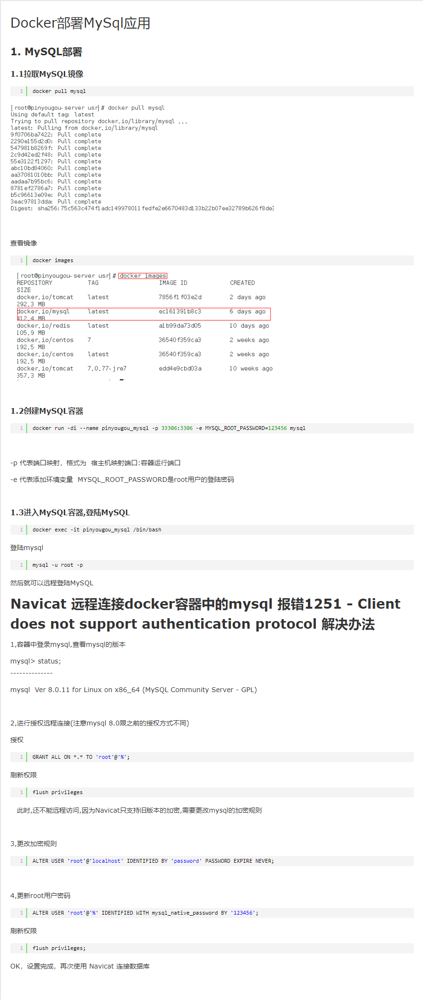 Docker部署MySql应用
1. MySQL部署
1.1拉取MySQL镜像
1 docker pull mysql
[root@pinyougou-server usr]# docker pull mysql
Using default tag: latest
Trying to pull repository docker.io/library/mysql ...
latest: Pulling from docker.io/library/mysql
9f0706ba7422: Pull complete
2290e155d2d0: Pull complete
547981b8269f: Pull complete
2c9d42ed2f48: Pull complete
55e3122f1297: Pull complete
abc10bd84060: Pull complete
aa37081010bb: Pull complete
aadaa7b95bc6: Pull complete
8781ef2786a7: Pull complete
b5c96613e09e: Pull complete
3eac97813dda: Pull complete
Digest: sha256:75c563c474f1adc149978011fedfe2e6670483d133b22b07ee32789b626f8de3
查看镜像
1 docker images
[root@pinyougou-server usr]# docker images
REPOSITORY TAG IMAGE ID CREATED
SIZE
docker.io/tomcat latest 7856f1f03e2d 2 days ago
292.3 MB
docker.io/mysql latest ec161391b8c3 6 days ago
412.4 MB
docker.io/redis latest a1b99da73d05 10 days ago
105.9 MB
docker.io/centos 7 36540f359ca3 2 weeks ago
192.5 MB
docker.io/centos latest 36540f359ca3 2 weeks ago
192.5 MB
docker.io/tomcat 7.0.77-jre7 edd4e9cbd03a 10 weeks ago
357.3 MB
1.2创建MySQL容器
1 docker run -di --name pinyougou_mysql -p 33306:3306 -e MYSQL_ROOT_PASSWORD=123456 mysql
-p 代表端口映射，格式为 宿主机映射端口:容器运行端口
-e 代表添加环境变量 MYSQL_ROOT_PASSWORD是root用户的登陆密码
1.3进入MySQL容器,登陆MySQL
1 docker exec -it pinyougou_mysql /bin/bash
登陆mysql
1 mysql -u root -p
然后就可以远程登陆MySQL
Navicat 远程连接docker容器中的mysql 报错1251 - Client
does not support authentication protocol 解决办法
1,容器中登录mysql,查看mysql的版本
mysql> status;
--------------
mysql Ver 8.0.11 for Linux on x86_64 (MySQL Community Server - GPL)
2,进行授权远程连接(注意mysql 8.0跟之前的授权方式不同)
授权
1 GRANT ALL ON *.* TO 'root'@'%';
刷新权限
1 flush privileges
此时,还不能远程访问,因为Navicat只支持旧版本的加密,需要更改mysql的加密规则
3,更改加密规则
1 ALTER USER 'root'@'localhost' IDENTIFIED BY 'password' PASSWORD EXPIRE NEVER;
4,更新root用户密码
1 ALTER USER 'root'@'%' IDENTIFIED WITH mysql_native_password BY '123456';
刷新权限
1 flush privileges;
OK，设置完成，再次使用 Navicat 连接数据库